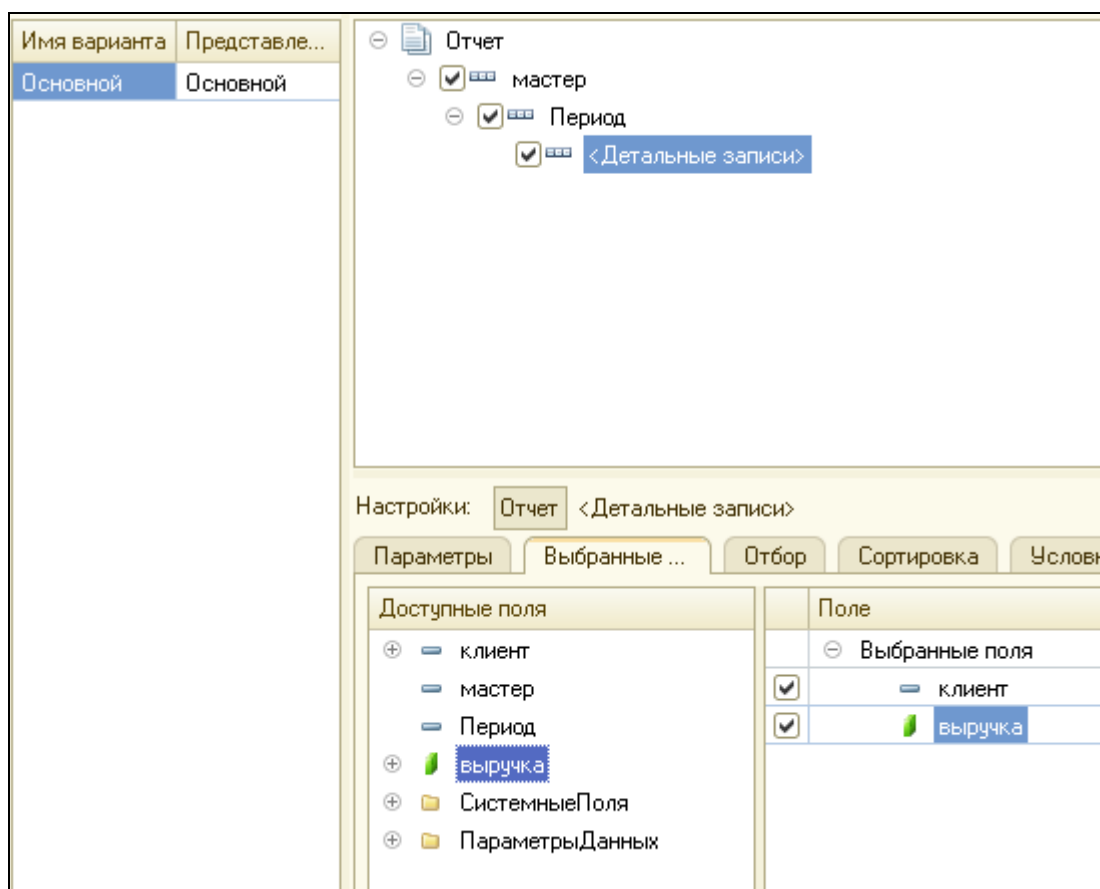 Имя варианта Представле...
Основной Основной
Отчет
мастер
Период
<Детальные записи>
Настройки: Отчет <Детальные записи>
Параметры Выбранные ... Отбор Сортировка Условн
Доступные поля
клиент
мастер
Период
выручка
СистемныеПоля
ПараметрыДанных
Поле
Выбранные поля
клиент
выручка